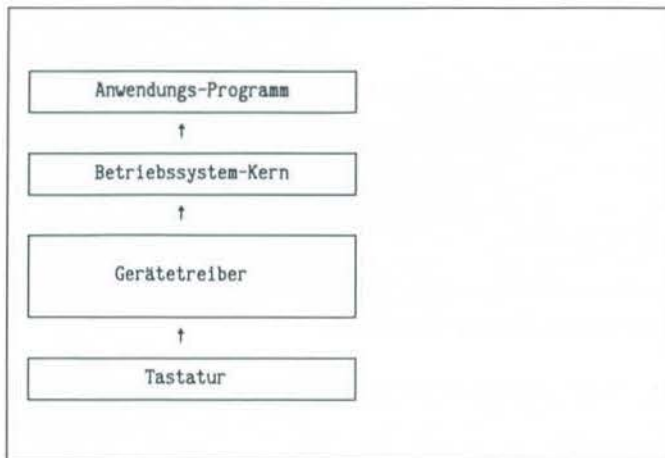 Anwendungs-Programm
↑
Betriebssystem-Kern
↑
Gerätetreiber
↑
Tastatur